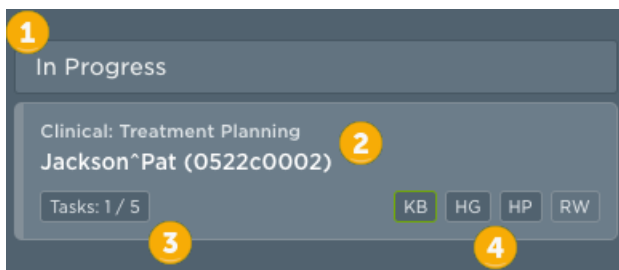 1
In Progress
Clinical: Treatment Planning
2
Jackson^Pat (0522c0002)
Tasks: 1 / 5
KB HG HP RW
3
4